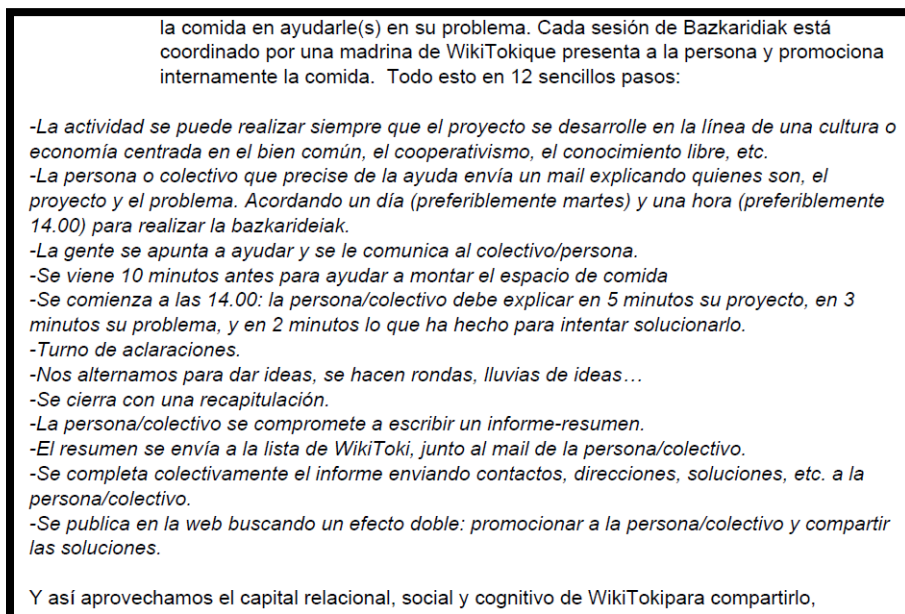 la comida en ayudarle(s) en su problema. Cada sesión de Bazkaridiak está
coordinado por una madrina de WikiTokique presenta a la persona y promociona
internamente la comida.  Todo esto en 12 sencillos pasos:
-La actividad se puede realizar siempre que el proyecto se desarrolle en la línea de una cultura o
economía centrada en el bien común, el cooperativismo, el conocimiento libre, etc.
-La persona o colectivo que precise de la ayuda envía un mail explicando quienes son, el
proyecto y el problema. Acordando un día (preferiblemente martes) y una hora (preferiblemente
14.00) para realizar la bazkarideiak.
-La gente se apunta a ayudar y se le comunica al colectivo/persona.
-Se viene 10 minutos antes para ayudar a montar el espacio de comida
-Se comienza a las 14.00: la persona/colectivo debe explicar en 5 minutos su proyecto, en 3
minutos su problema, y en 2 minutos lo que ha hecho para intentar solucionarlo.
-Turno de aclaraciones.
-Nos alternamos para dar ideas, se hacen rondas, lluvias de ideas…
-Se cierra con una recapitulación.
-La persona/colectivo se compromete a escribir un informe-resumen.
-El resumen se envía a la lista de WikiToki, junto al mail de la persona/colectivo.
-Se completa colectivamente el informe enviando contactos, direcciones, soluciones, etc. a la
persona/colectivo.
-Se publica en la web buscando un efecto doble: promocionar a la persona/colectivo y compartir
las soluciones.
Y así aprovechamos el capital relacional, social y cognitivo de WikiTokipara compartirlo,